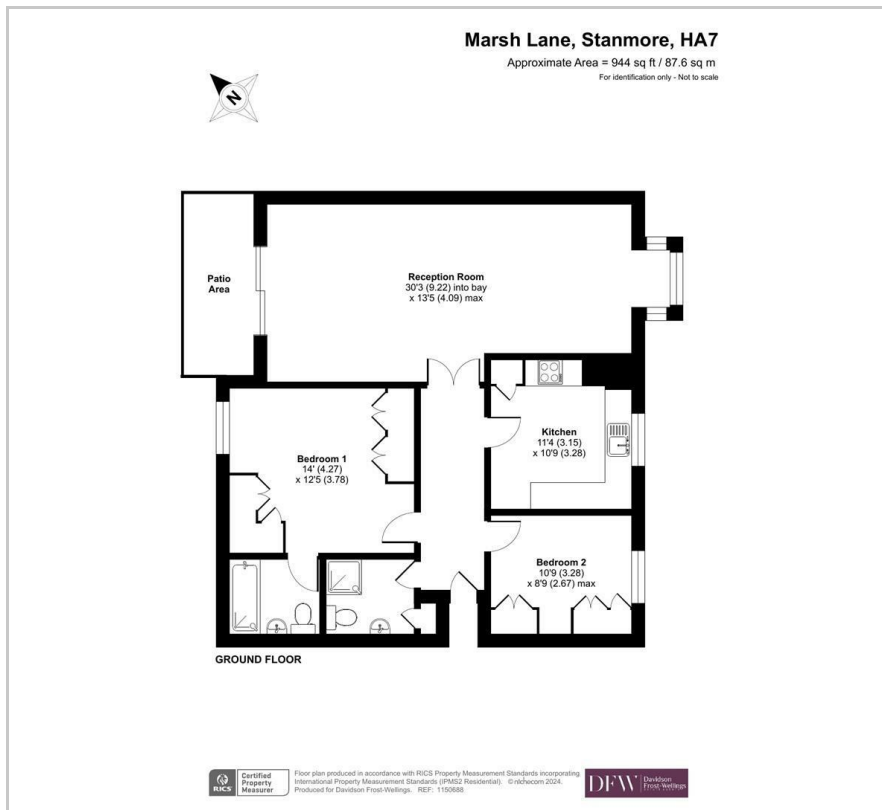 Marsh Lane, Stanmore, HA7
Approximate Area = 944 sq ft / 87.6 sq m
For identification only - Not to scale
N
Patio
Area
Reception Room
30'3 (9.22) into bay
x 13'5 (4.09) max
Kitchen
11'4 (3.15)
x 10'9 (3.28)
Bedroom 1
14' (4.27)
x 12'5 (3.78)
Bedroom 2
10'9 (3.28)
x 8'9 (2.67) max
GROUND FLOOR
RICS
Certified
Property
Measurer
Floor plan produced in accordance with RICS Property Measurement Standards incorporating
International Property Measurement Standards (IPMS2 Residential). © nichecom 2024.
Produced for Davidson Frost-Wellings. REF: 1150688
DFW
Davidson
Frost-Wellings